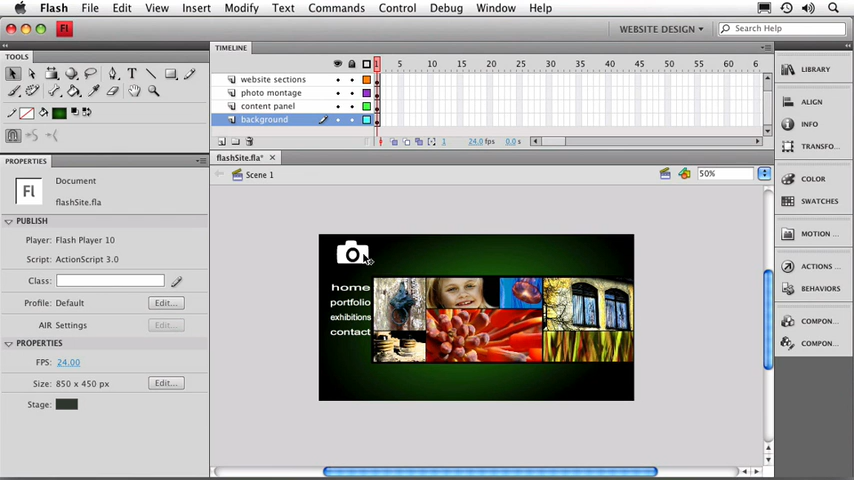 Flash File Edit View Insert Modify Text Commands Control Debug Window Help
Fl WEBSITE DESIGN Search Help
TOOLS
TIMELINE
1 5 10 15 20 25 30 35 40 45 50 55 60 6
website sections
photo montage
content panel
background
1 24.0 fps 0.0 s
flashSite.fla*
Scene 1 50%
PROPERTIES
Fl
Document
flashSite.fla
PUBLISH
Player: Flash Player 10
Script: ActionScript 3.0
Class:
Profile: Default Edit...
AIR Settings Edit...
PROPERTIES
FPS: 24.00
Size: 850 x 450 px Edit...
Stage:
home
portfolio
exhibitions
contact
LIBRARY
ALIGN
INFO
TRANSFO...
COLOR
SWATCHES
MOTION ...
ACTIONS ...
BEHAVIORS
COMPON...
COMPON...